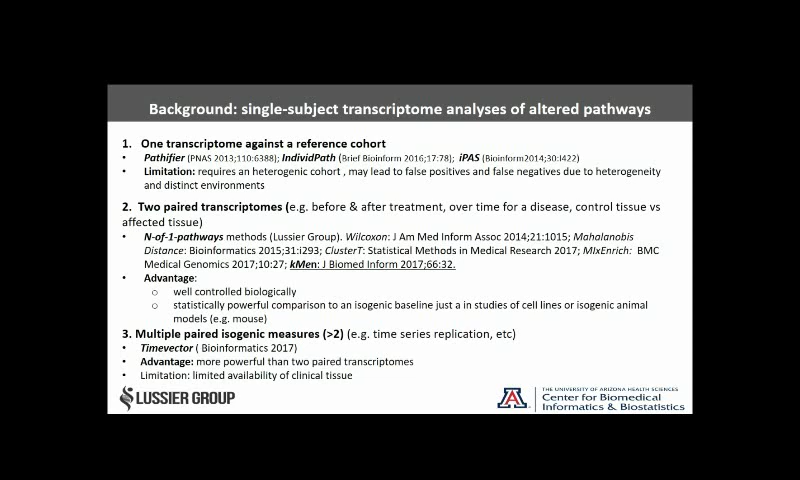 Background: single-subject transcriptome analyses of altered pathways
1. One transcriptome against a reference cohort
• Pathifier (PNAS 2013;110:6388); IndividPath (Brief Bioinform 2016;17:78); iPAS (Bioinform2014;30:I422)
• Limitation: requires an heterogenic cohort , may lead to false positives and false negatives due to heterogeneity
and distinct environments
2. Two paired transcriptomes (e.g. before & after treatment, over time for a disease, control tissue vs
affected tissue)
• N-of-1-pathways methods (Lussier Group). Wilcoxon: J Am Med Inform Assoc 2014;21:1015; Mahalanobis
Distance: Bioinformatics 2015;31:i293; ClusterT: Statistical Methods in Medical Research 2017; MIxEnrich: BMC
Medical Genomics 2017;10:27; kMen: J Biomed Inform 2017;66:32.
• Advantage:
○ well controlled biologically
○ statistically powerful comparison to an isogenic baseline just a in studies of cell lines or isogenic animal
models (e.g. mouse)
3. Multiple paired isogenic measures (>2) (e.g. time series replication, etc)
• Timevector ( Bioinformatics 2017)
• Advantage: more powerful than two paired transcriptomes
• Limitation: limited availability of clinical tissue
LUSSIER GROUP
A
THE UNIVERSITY OF ARIZONA HEALTH SCIENCES
Center for Biomedical
Informatics & Biostatistics